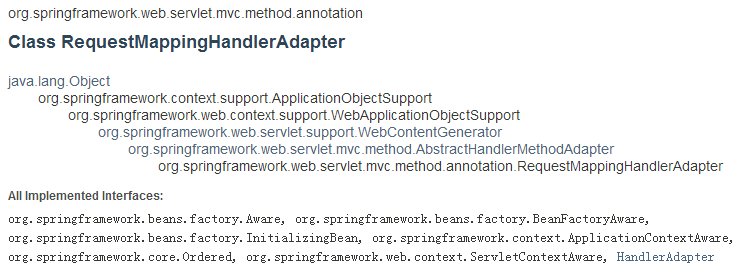 org.springframework.web.servlet.mvc.method.annotation
Class RequestMappingHandlerAdapter
java.lang.Object
org.springframework.context.support.ApplicationObjectSupport
org.springframework.web.context.support.WebApplicationObjectSupport
org.springframework.web.servlet.support.WebContentGenerator
org.springframework.web.servlet.mvc.method.AbstractHandlerMethodAdapter
org.springframework.web.servlet.mvc.method.annotation.RequestMappingHandlerAdapter
All Implemented Interfaces:
org.springframework.beans.factory.Aware, org.springframework.beans.factory.BeanFactoryAware,
org.springframework.beans.factory.InitializingBean, org.springframework.context.ApplicationContextAware,
org.springframework.core.Ordered, org.springframework.web.context.ServletContextAware, HandlerAdapter